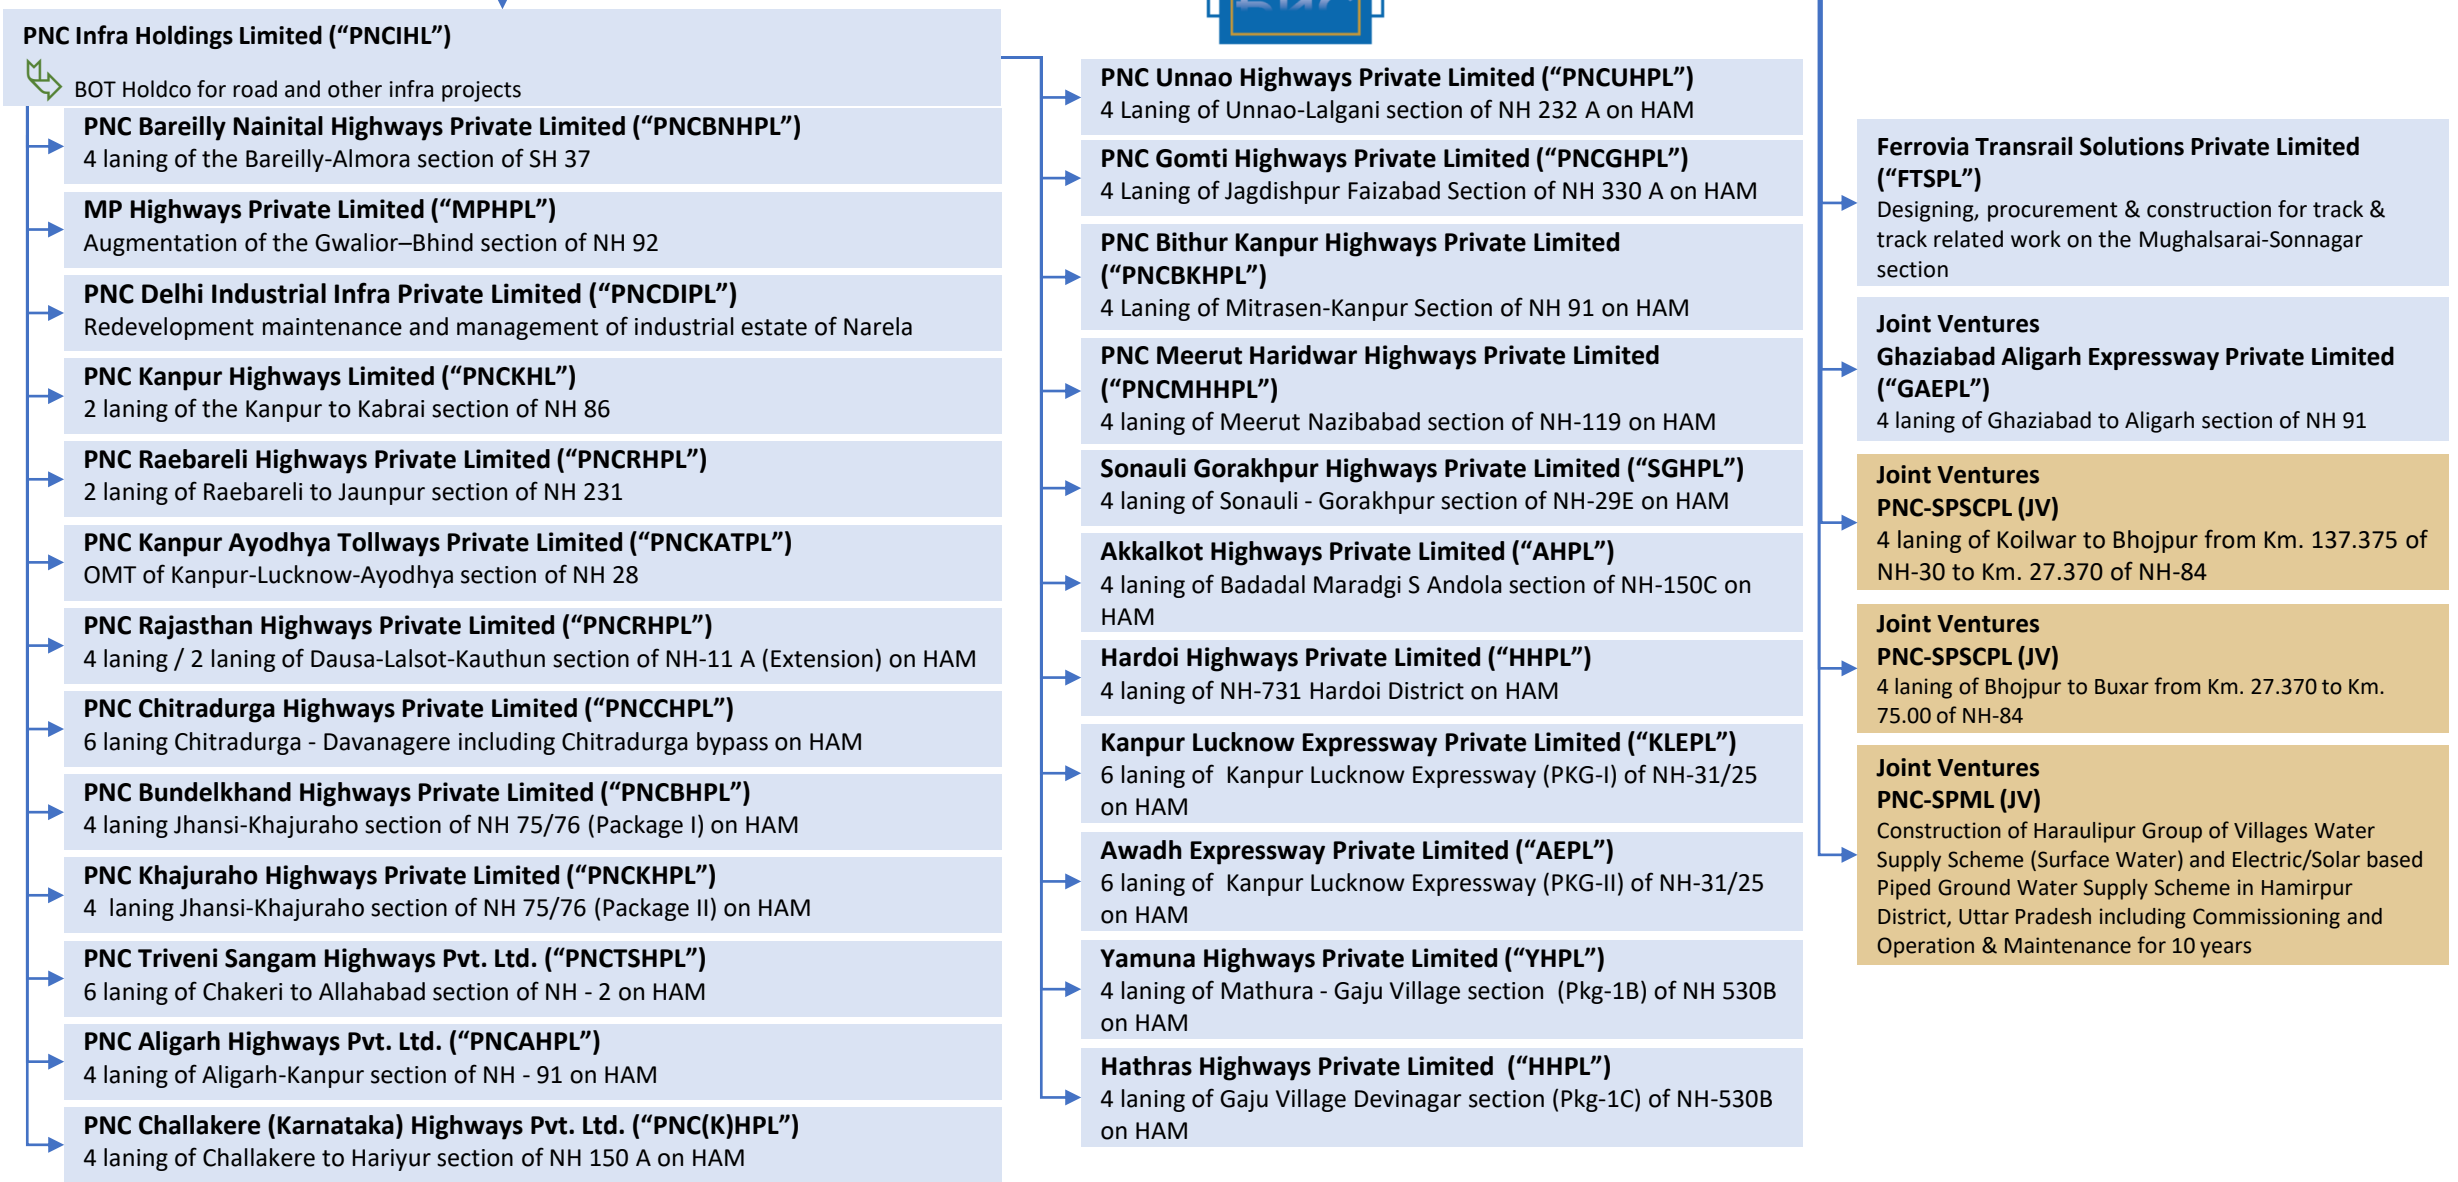 PNC Infra Holdings Limited (“PNCIHL”)
BOT Holdco for road and other infra projects
PNC Bareilly Nainital Highways Private Limited (“PNCBNHPL”)
4 laning of the Bareilly-Almora section of SH 37
MP Highways Private Limited (“MPHPL”)
Augmentation of the Gwalior–Bhind section of NH 92
PNC Delhi Industrial Infra Private Limited (“PNCDIPL”)
Redevelopment maintenance and management of industrial estate of Narela
PNC Kanpur Highways Limited (“PNCKHL”)
2 laning of the Kanpur to Kabrai section of NH 86
PNC Raebareli Highways Private Limited (“PNCRHPL”)
2 laning of Raebareli to Jaunpur section of NH 231
PNC Kanpur Ayodhya Tollways Private Limited (“PNCKATPL”)
OMT of Kanpur-Lucknow-Ayodhya section of NH 28
PNC Rajasthan Highways Private Limited (“PNCRHPL”)
4 laning / 2 laning of Dausa-Lalsot-Kauthun section of NH-11 A (Extension) on HAM
PNC Chitradurga Highways Private Limited (“PNCCHPL”)
6 laning Chitradurga - Davanagere including Chitradurga bypass on HAM
PNC Bundelkhand Highways Private Limited (“PNCBHPL”)
4 laning Jhansi-Khajuraho section of NH 75/76 (Package I) on HAM
PNC Khajuraho Highways Private Limited (“PNCKHPL”)
4  laning Jhansi-Khajuraho section of NH 75/76 (Package II) on HAM
PNC Triveni Sangam Highways Pvt. Ltd. (“PNCTSHPL”)
6 laning of Chakeri to Allahabad section of NH - 2 on HAM
PNC Aligarh Highways Pvt. Ltd. (“PNCAHPL”)
4 laning of Aligarh-Kanpur section of NH - 91 on HAM
PNC Challakere (Karnataka) Highways Pvt. Ltd. (“PNC(K)HPL”)
4 laning of Challakere to Hariyur section of NH 150 A on HAM
PNC Unnao Highways Private Limited (“PNCUHPL”)
4 Laning of Unnao-Lalgani section of NH 232 A on HAM
PNC Gomti Highways Private Limited (“PNCGHPL”)
4 Laning of Jagdishpur Faizabad Section of NH 330 A on HAM
PNC Bithur Kanpur Highways Private Limited
(“PNCBKHPL”)
4 Laning of Mitrasen-Kanpur Section of NH 91 on HAM
PNC Meerut Haridwar Highways Private Limited
(“PNCMHHPL”)
4 laning of Meerut Nazibabad section of NH-119 on HAM
Sonauli Gorakhpur Highways Private Limited (“SGHPL”)
4 laning of Sonauli - Gorakhpur section of NH-29E on HAM
Akkalkot Highways Private Limited (“AHPL”)
4 laning of Badadal Maradgi S Andola section of NH-150C on
HAM
Hardoi Highways Private Limited (“HHPL”)
4 laning of NH-731 Hardoi District on HAM
Kanpur Lucknow Expressway Private Limited (“KLEPL”)
6 laning of  Kanpur Lucknow Expressway (PKG-I) of NH-31/25
on HAM
Awadh Expressway Private Limited (“AEPL”)
6 laning of  Kanpur Lucknow Expressway (PKG-II) of NH-31/25
on HAM
Yamuna Highways Private Limited (“YHPL”)
4 laning of Mathura - Gaju Village section  (Pkg-1B) of NH 530B
on HAM
Hathras Highways Private Limited  (“HHPL”)
4 laning of Gaju Village Devinagar section (Pkg-1C) of NH-530B
on HAM
Ferrovia Transrail Solutions Private Limited
(“FTSPL”)
Designing, procurement & construction for track &
track related work on the Mughalsarai-Sonnagar
section
Joint Ventures
Ghaziabad Aligarh Expressway Private Limited
(“GAEPL”)
4 laning of Ghaziabad to Aligarh section of NH 91
Joint Ventures
PNC-SPSCPL (JV)
4 laning of Koilwar to Bhojpur from Km. 137.375 of
NH-30 to Km. 27.370 of NH-84
Joint Ventures
PNC-SPSCPL (JV)
4 laning of Bhojpur to Buxar from Km. 27.370 to Km.
75.00 of NH-84
Joint Ventures
PNC-SPML (JV)
Construction of Haraulipur Group of Villages Water
Supply Scheme (Surface Water) and Electric/Solar based
Piped Ground Water Supply Scheme in Hamirpur
District, Uttar Pradesh including Commissioning and
Operation & Maintenance for 10 years